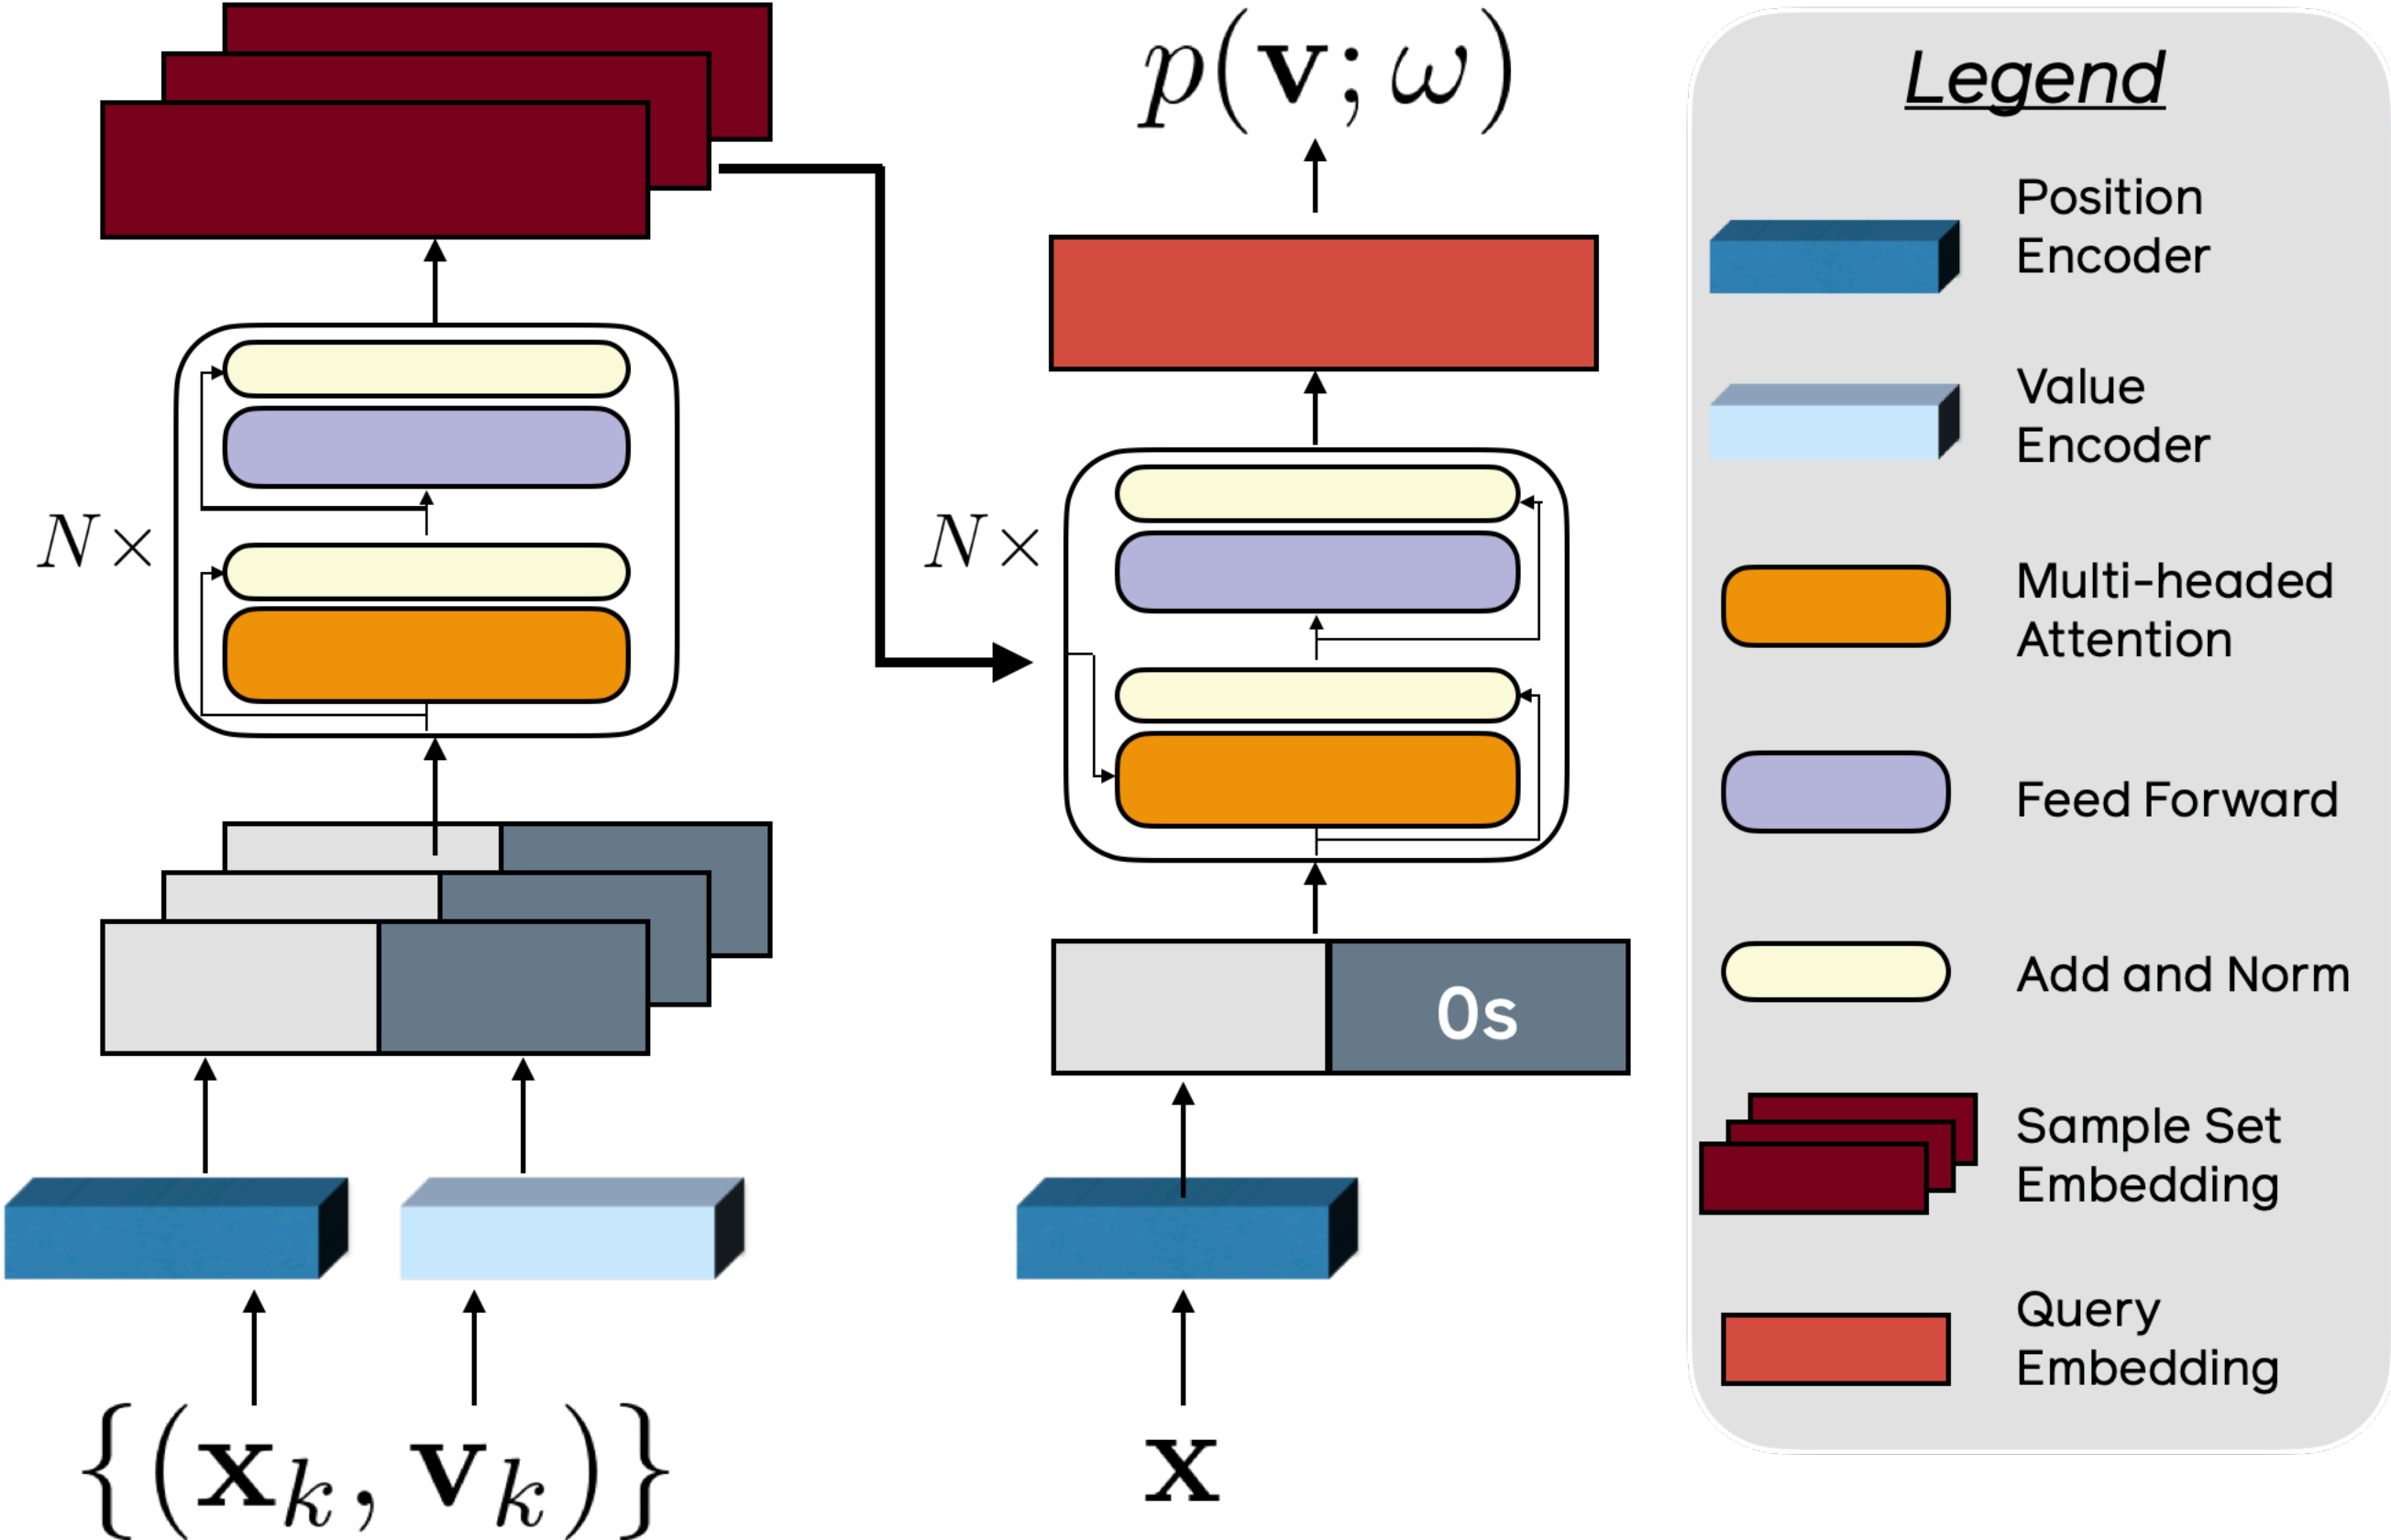 N×
{(𝐱ₖ, 𝐯ₖ)}
p(𝐯; ω)
N×
0s
𝐱
Legend
Position
Encoder
Value
Encoder
Multi-headed
Attention
Feed Forward
Add and Norm
Sample Set
Embedding
Query
Embedding